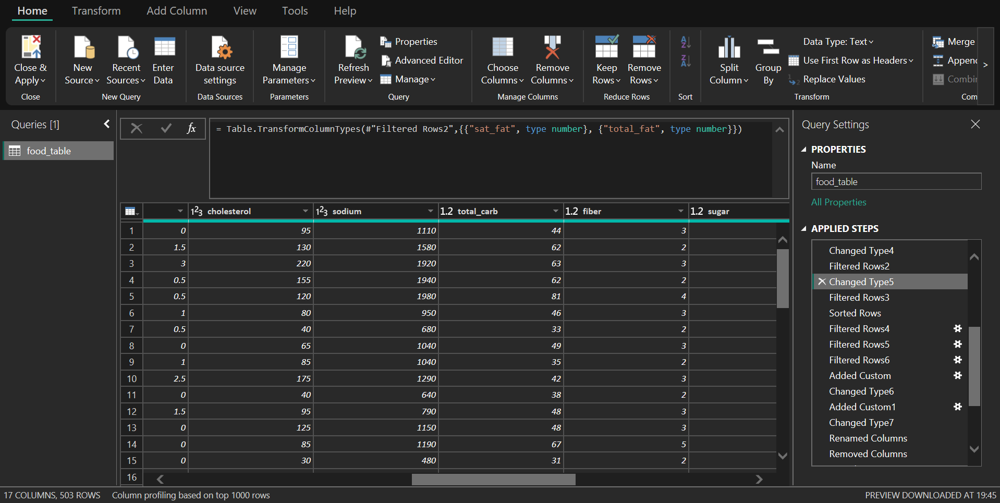 Home Transform Add Column View Tools Help
Close & Apply
Close
New Source
Recent Sources
Enter Data
New Query
Data source settings
Data Sources
Manage Parameters
Parameters
Refresh Preview
Properties
Advanced Editor
Manage
Query
Choose Columns
Remove Columns
Manage Columns
Keep Rows
Remove Rows
Reduce Rows
A Z
Z A
Sort
Split Column
Group By
Data Type: Text
Use First Row as Headers
1 2 Replace Values
Transform
Merge
Appenc
Combir
Com
>
Queries [1]
food_table
fx
= Table.TransformColumnTypes(#"Filtered Rows2",{{"sat_fat", type number}, {"total_fat", type number}})
123 cholesterol 123 sodium 1.2 total_carb 1.2 fiber 1.2 sugar
1 0 95 1110 44 3
2 1.5 130 1580 62 2
3 3 220 1920 63 3
4 0.5 155 1940 62 2
5 0.5 120 1980 81 4
6 1 80 950 46 3
7 0.5 40 680 33 2
8 0 65 1040 49 3
9 1 85 1040 35 2
10 2.5 175 1290 42 3
11 0 40 640 38 2
12 1.5 95 790 48 3
13 0 125 1150 48 3
14 0 85 1190 67 5
15 0 30 480 31 2
16
Query Settings
PROPERTIES
Name
food_table
All Properties
APPLIED STEPS
Changed Type4
Filtered Rows2
Changed Type5
Filtered Rows3
Sorted Rows
Filtered Rows4
Filtered Rows5
Filtered Rows6
Added Custom
Changed Type6
Added Custom1
Changed Type7
Renamed Columns
Removed Columns
17 COLUMNS, 503 ROWS Column profiling based on top 1000 rows PREVIEW DOWNLOADED AT 19:45